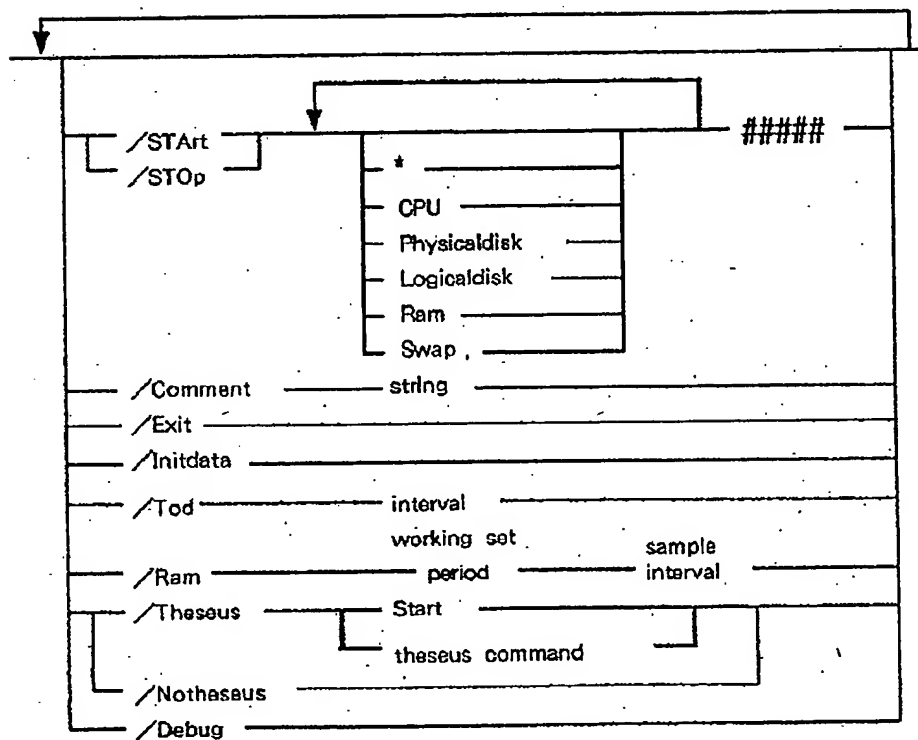 /STArt #####
/STOp
*
CPU
Physicaldisk
Logicaldisk
Ram
Swap
/Comment string
/Exit
/Initdata
/Tod interval
/Ram working set period sample interval
/Theseus Start
theseus command
/Notheseus
/Debug